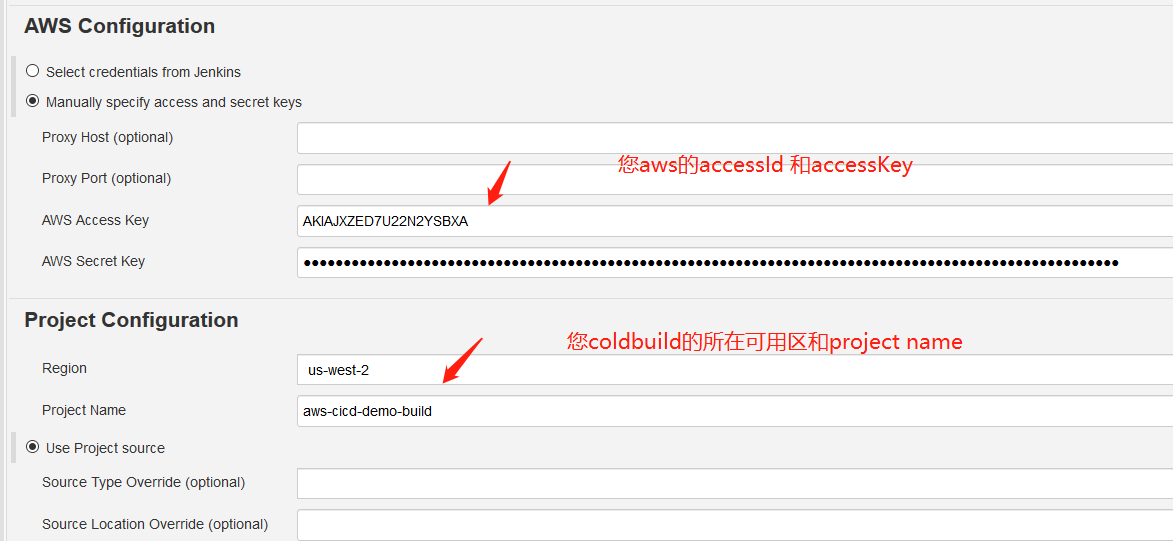 AWS Configuration
Select credentials from Jenkins
Manually specify access and secret keys
Proxy Host (optional)
您aws的accessId 和accessKey
Proxy Port (optional)
AWS Access Key AKIAJXZED7U22N2YSBXA
AWS Secret Key ●●●●●●●●●●●●●●●●●●●●●●●●●●●●●●●●●●●●●●●●●●●●●●●●●●●●●●●●●●●●●●●●●●●●●●●●●●●●●●●●●●●●●●●●●●●●●●●●●●●●●●
Project Configuration
您coldbuild的所在可用区和project name
Region us-west-2
Project Name aws-cicd-demo-build
Use Project source
Source Type Override (optional)
Source Location Override (optional)